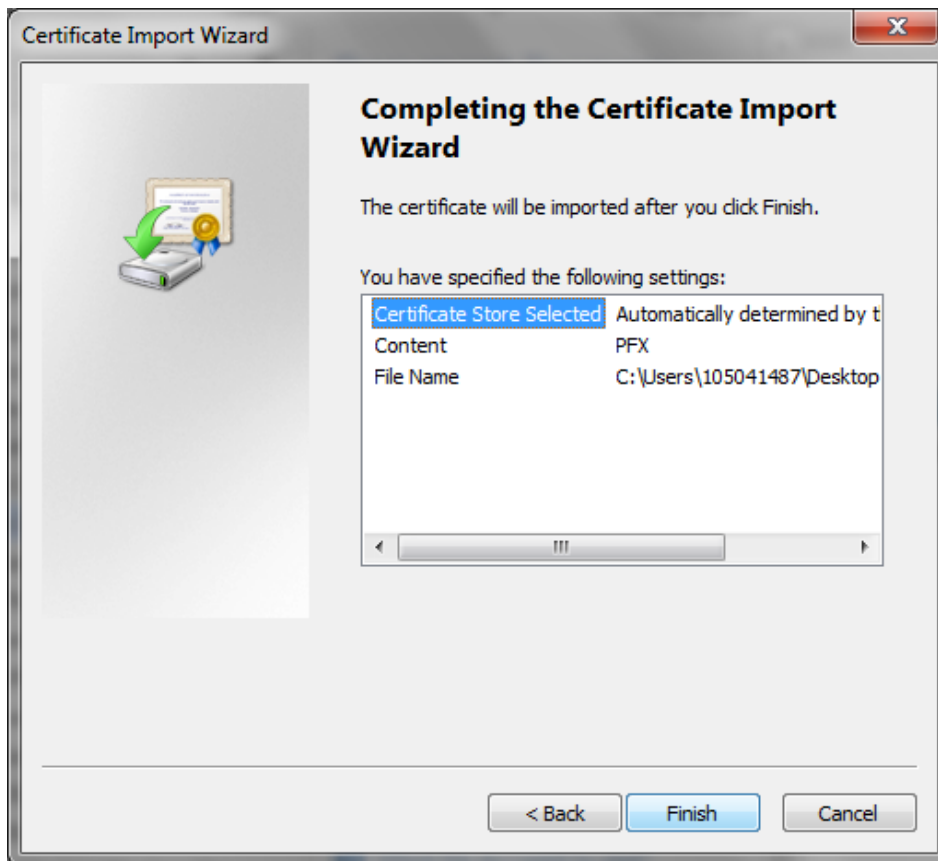 Certificate Import Wizard
Completing the Certificate Import
Wizard
The certificate will be imported after you click Finish.
You have specified the following settings:
Certificate Store Selected Automatically determined by t
Content PFX
File Name C:\Users\105041487\Desktop
< Back Finish Cancel